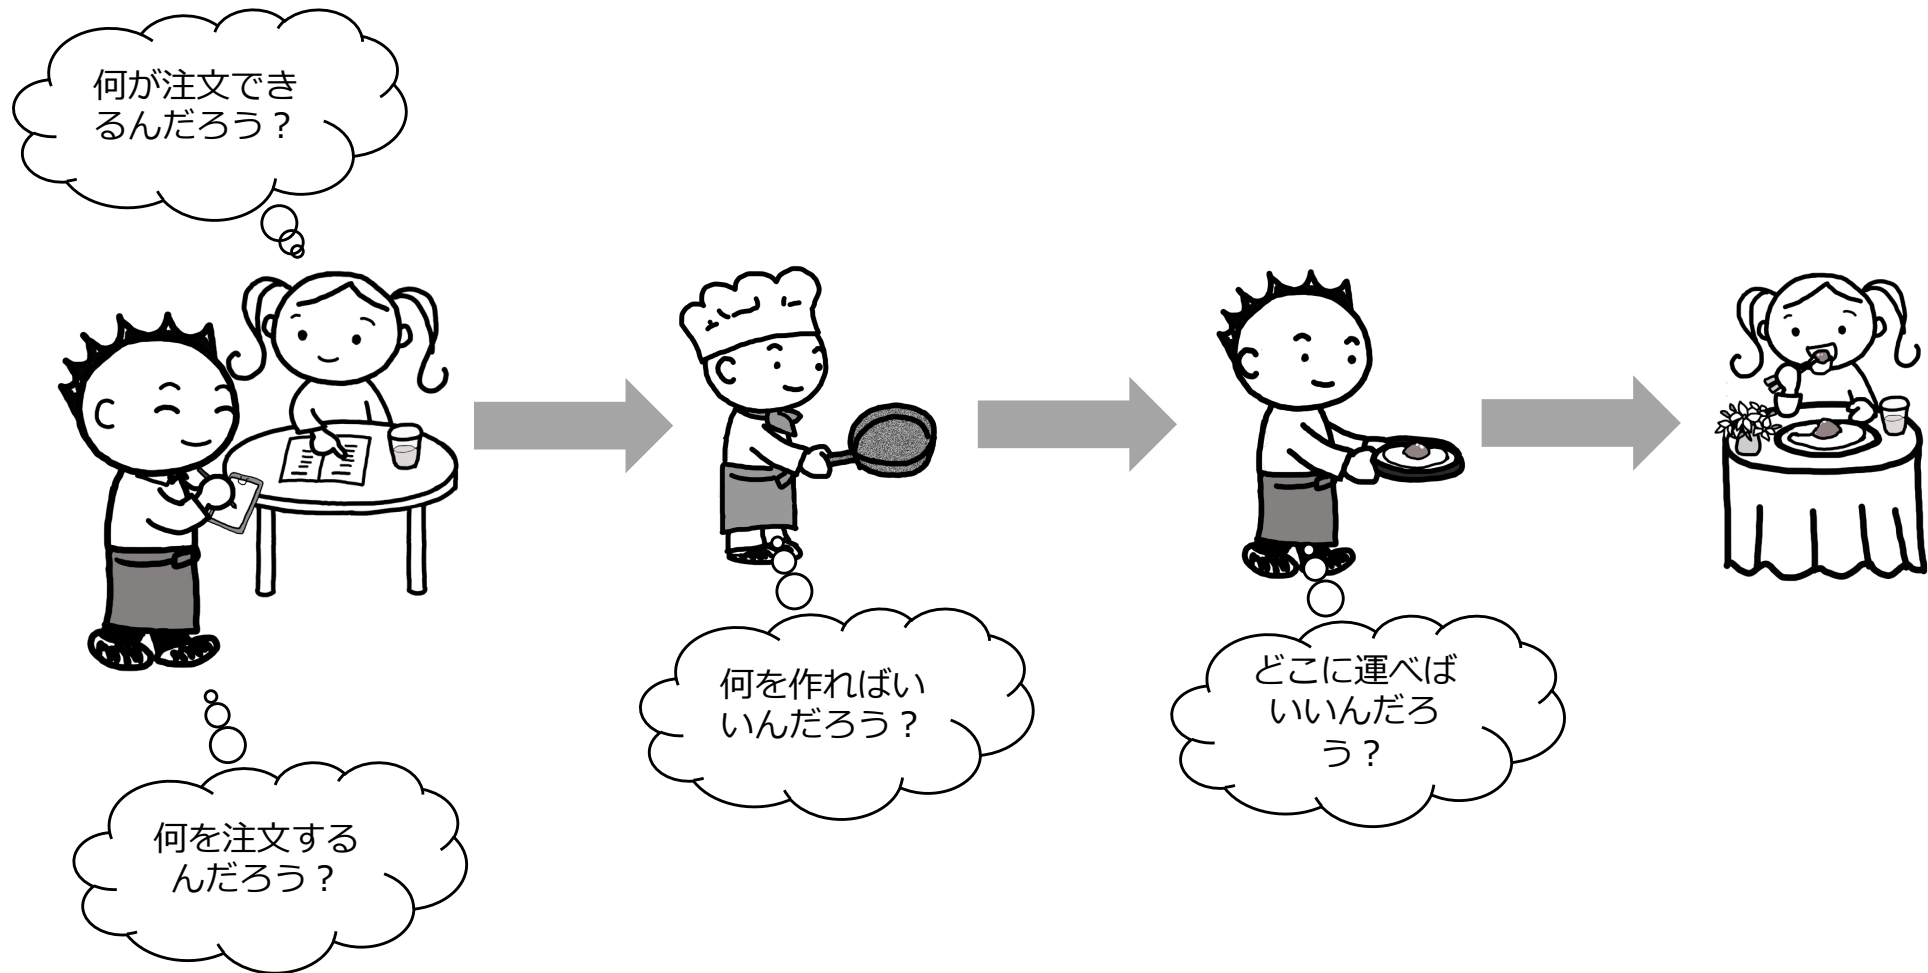 何が注文でき
るんだろう？
何を注文する
んだろう？
何を作ればい
いんだろう？
どこに運べば
いいんだろ
う？